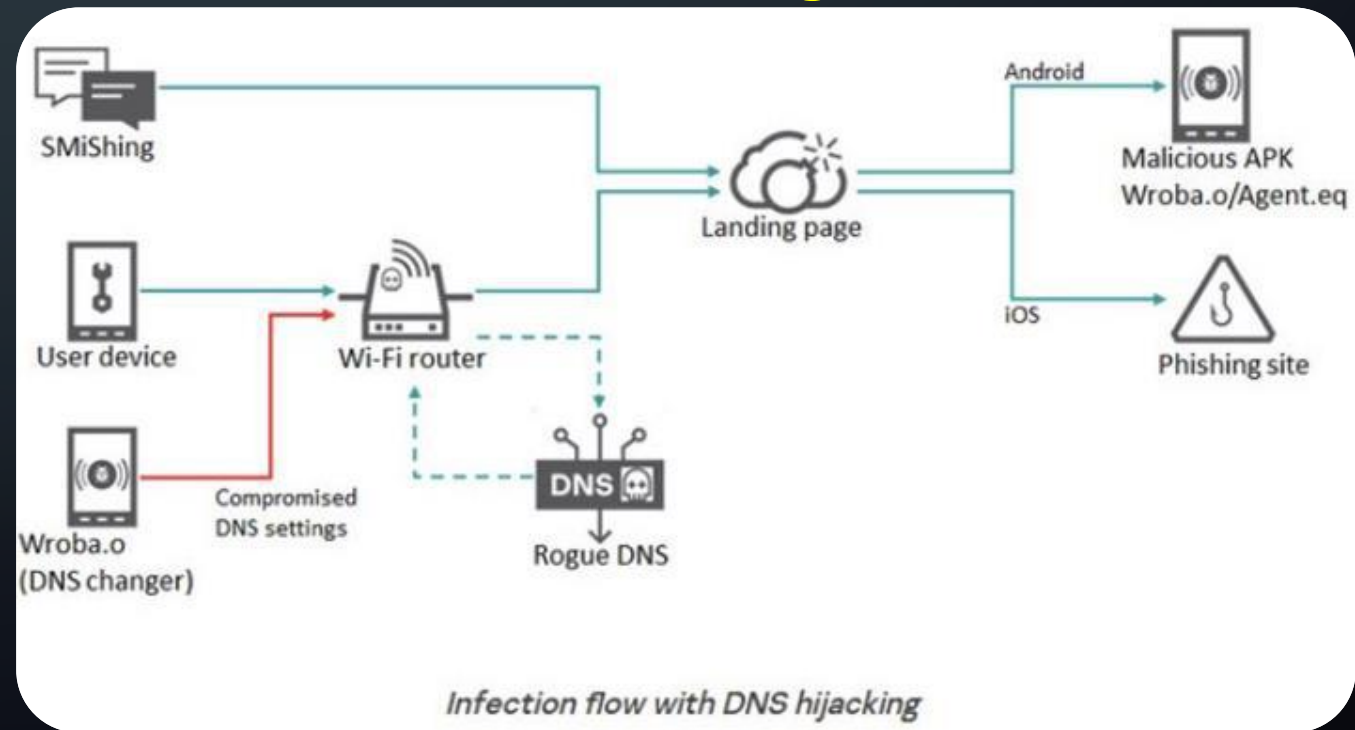 SMiShing
Android
Malicious APK
Wroba.o/Agent.eq
Landing page
User device
Wi-Fi router
iOS
Phishing site
Compromised
DNS settings
DNS
Rogue DNS
Wroba.o
(DNS changer)
Infection flow with DNS hijacking